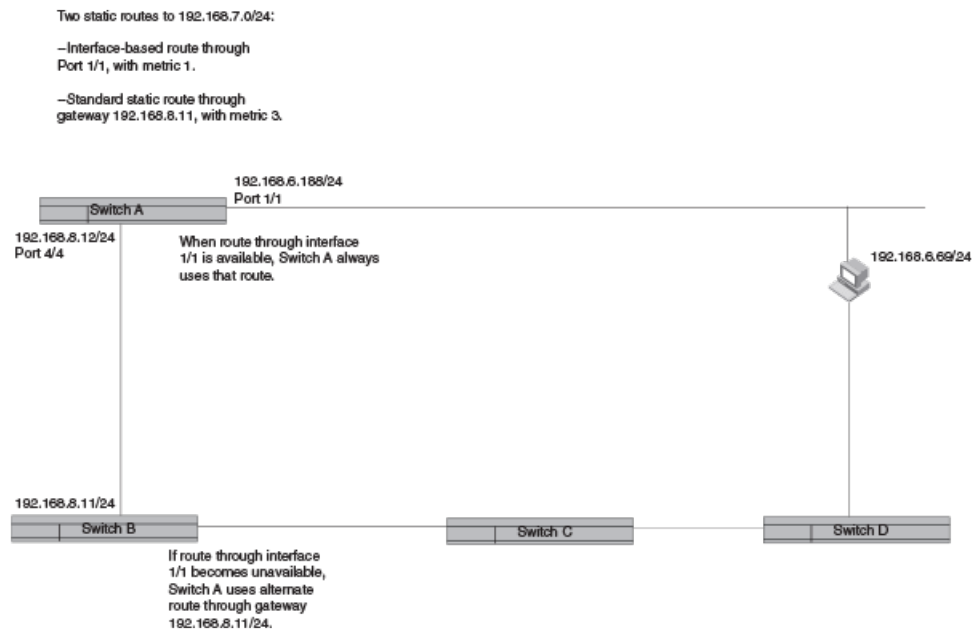 Two static routes to 192.168.7.0/24:
–Interface-based route through
Port 1/1, with metric 1.
–Standard static route through
gateway 192.168.8.11, with metric 3.
192.168.6.188/24
Port 1/1
Switch A
192.168.8.12/24
Port 4/4
When route through interface
1/1 is available, Switch A always
uses that route.
192.168.6.69/24
192.168.8.11/24
Switch B
Switch C
Switch D
If route through interface
1/1 becomes unavailable,
Switch A uses alternate
route through gateway
192.168.8.11/24.